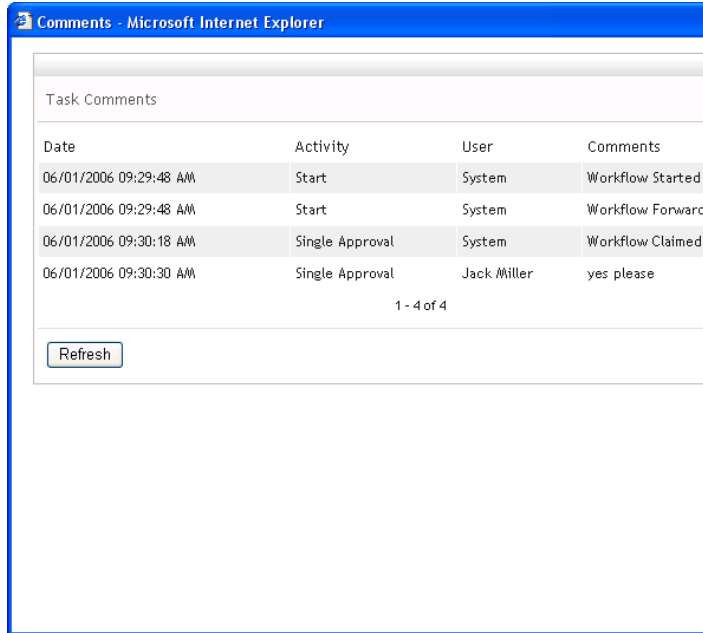 Comments - Microsoft Internet Explorer
Task Comments
Date Activity User Comments
06/01/2006 09:29:48 AM Start System Workflow Started
06/01/2006 09:29:48 AM Start System Workflow Forward
06/01/2006 09:30:18 AM Single Approval System Workflow Claimed
06/01/2006 09:30:30 AM Single Approval Jack Miller yes please
1 - 4 of 4
Refresh